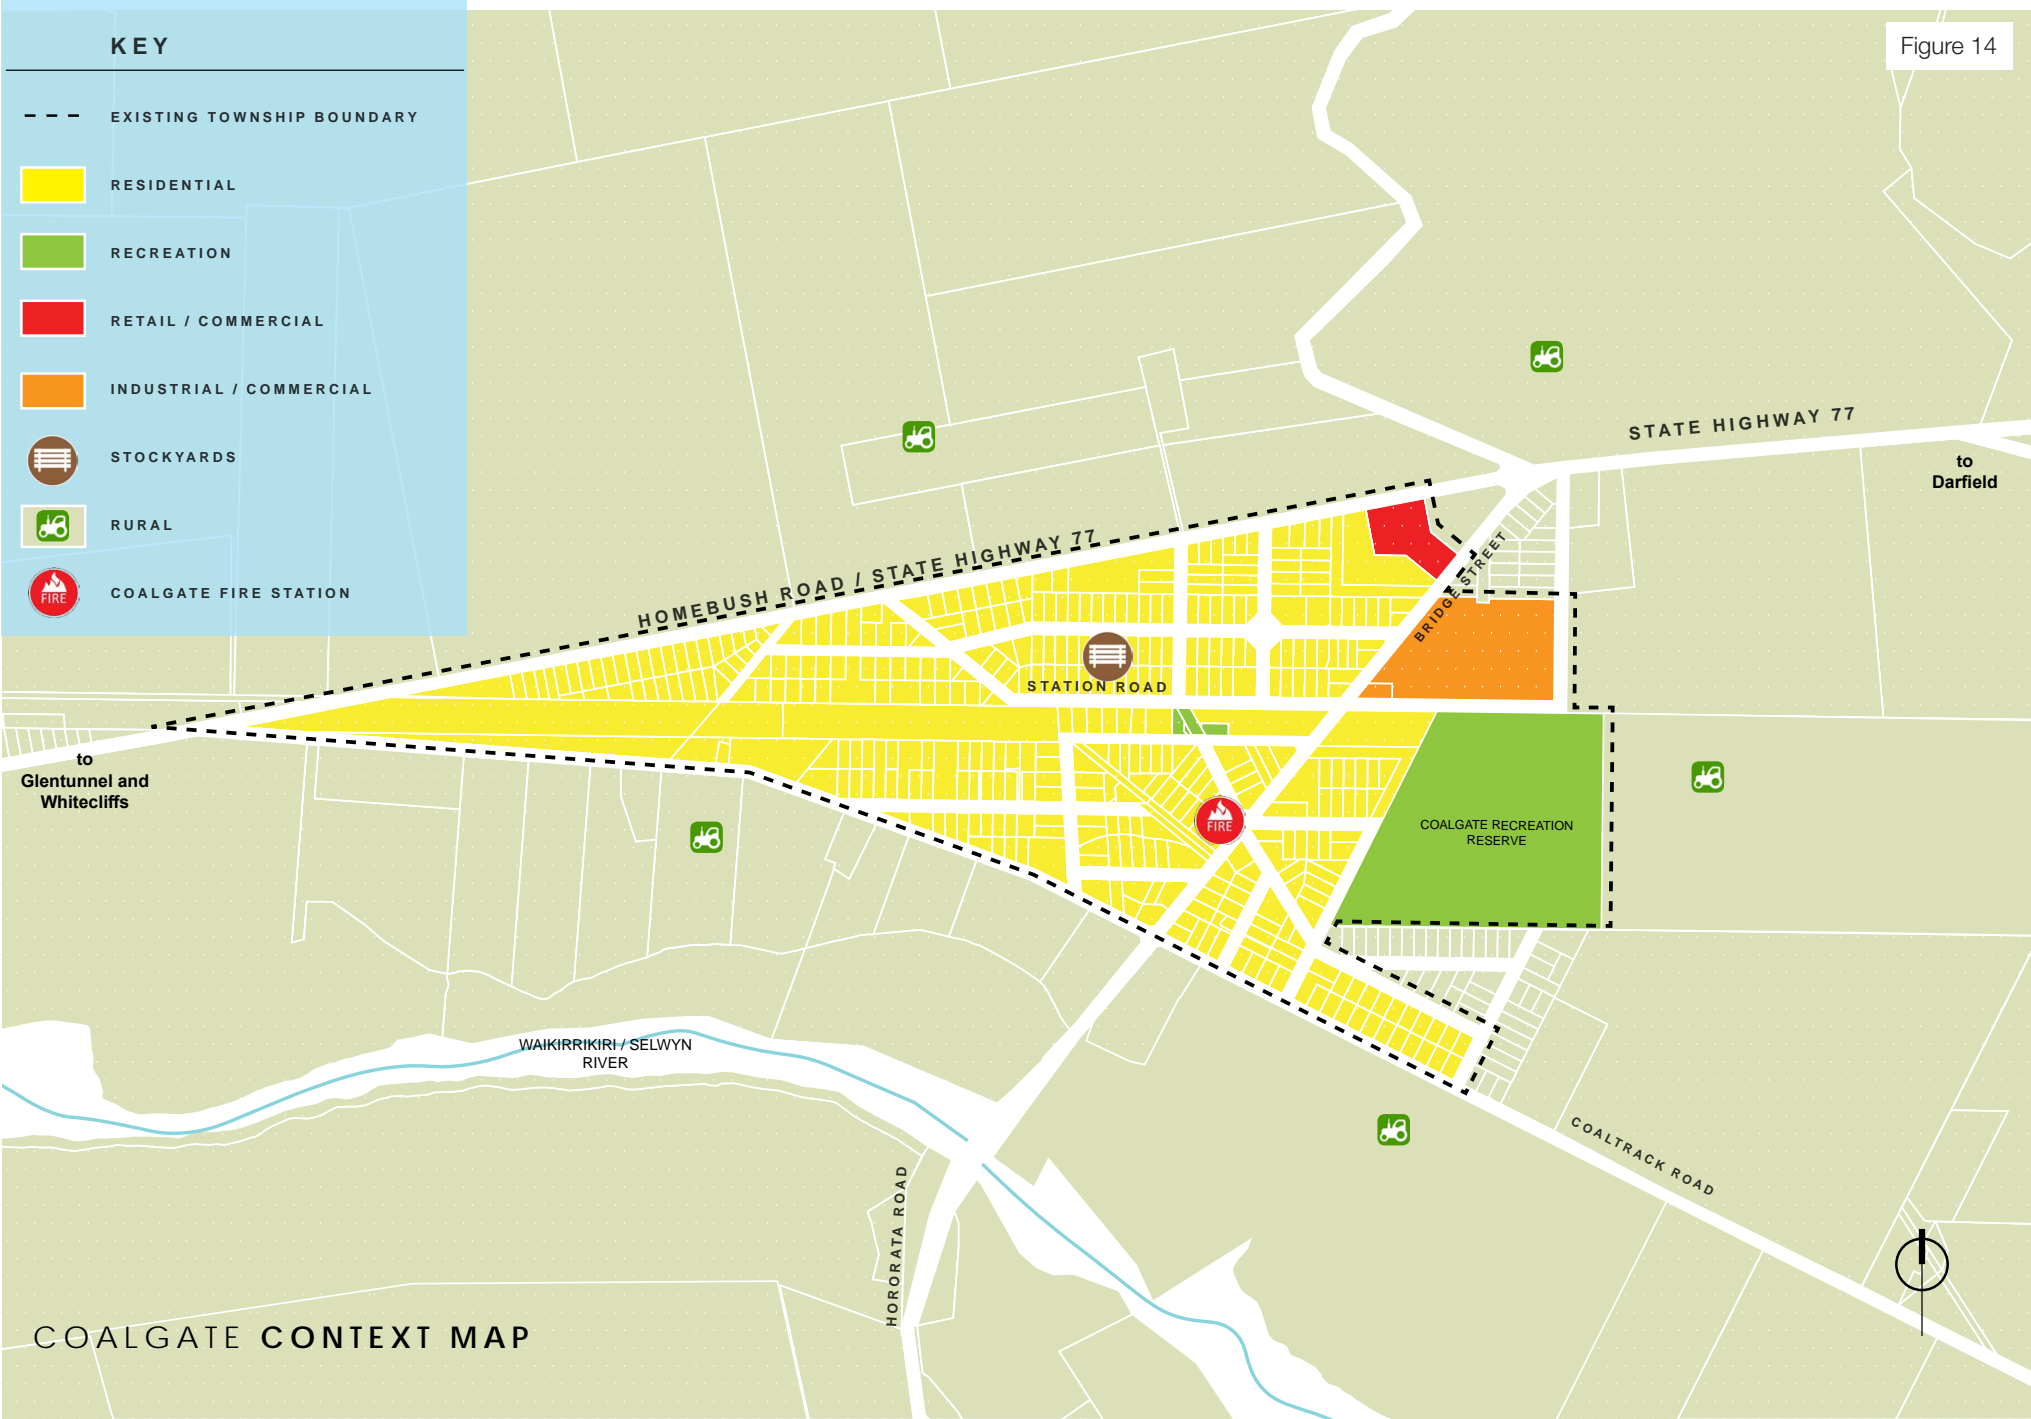 KEY
EXISTING TOWNSHIP BOUNDARY
RESIDENTIAL
RECREATION
RETAIL / COMMERCIAL
INDUSTRIAL / COMMERCIAL
STOCKYARDS
RURAL
FIRE
COALGATE FIRE STATION
Figure 14
STATE HIGHWAY 77
to
Darfield
HOMEBUSH ROAD / STATE HIGHWAY 77
BRIDGE STREET
STATION ROAD
to
Glentunnel and
Whitecliffs
FIRE
COALGATE RECREATION
RESERVE
WAIKIRRIKIRI / SELWYN
RIVER
COALTRACK ROAD
HORORATA ROAD
COALGATE CONTEXT MAP